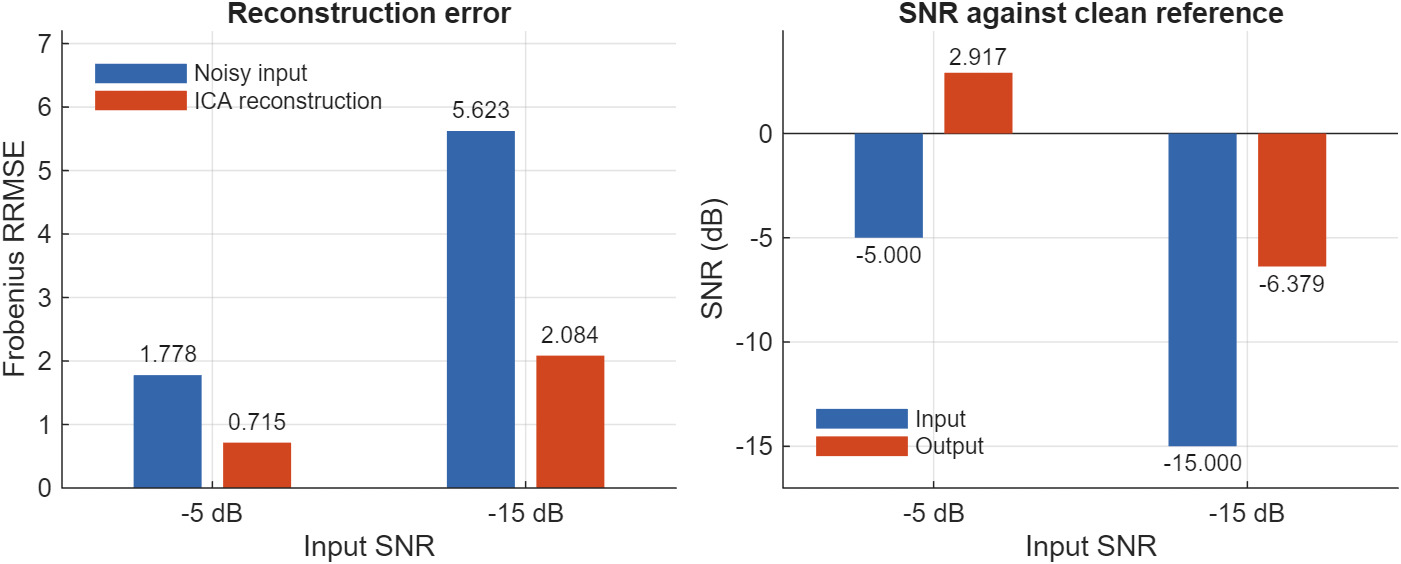 Reconstruction error
Frobenius RRMSE
7
6
5
4
3
2
1
0
Noisy input
ICA reconstruction
1.778
0.715
5.623
2.084
-5 dB
-15 dB
Input SNR
SNR against clean reference
SNR (dB)
0
-5
-10
-15
2.917
-5.000
-6.379
-15.000
Input
Output
-5 dB
-15 dB
Input SNR